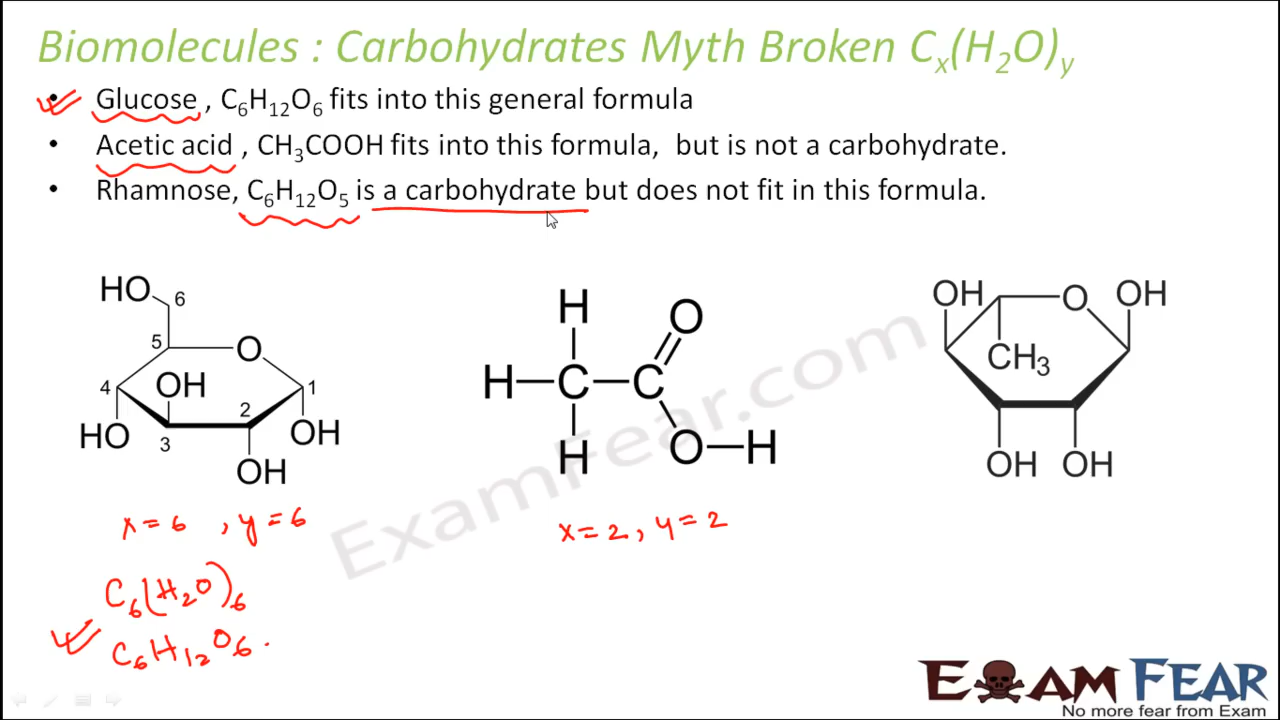 Biomolecules : Carbohydrates Myth Broken Cx(H2O)y
• Glucose , C6H12O6 fits into this general formula
• Acetic acid , CH3COOH fits into this formula, but is not a carbohydrate.
• Rhamnose, C6H12O5 is a carbohydrate but does not fit in this formula.
HO 6
5 O
4 OH 1
2
HO 3 OH
OH
H O
H C C
H O H
OH O OH
CH3
OH OH
x = 6 , y = 6
x = 2, y = 2
C6(H2O)6
C6H12O6.
ExamFear.com
EXAM FEAR
No more fear from Exam